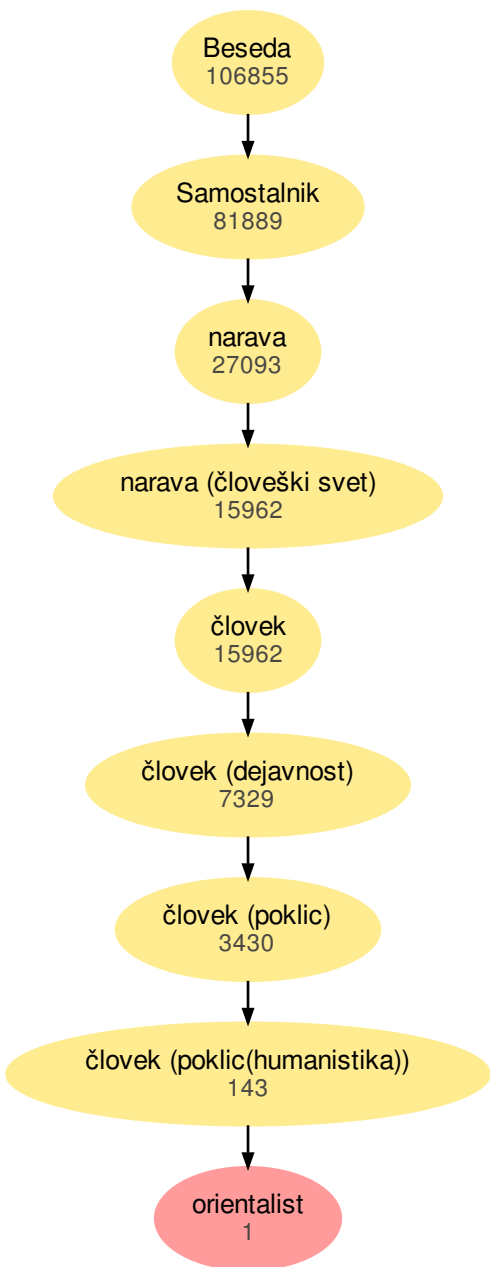 Beseda
106855
Samostalnik
81889
narava
27093
narava (človeški svet)
15962
človek
15962
človek (dejavnost)
7329
človek (poklic)
3430
človek (poklic(humanistika))
143
orientalist
1